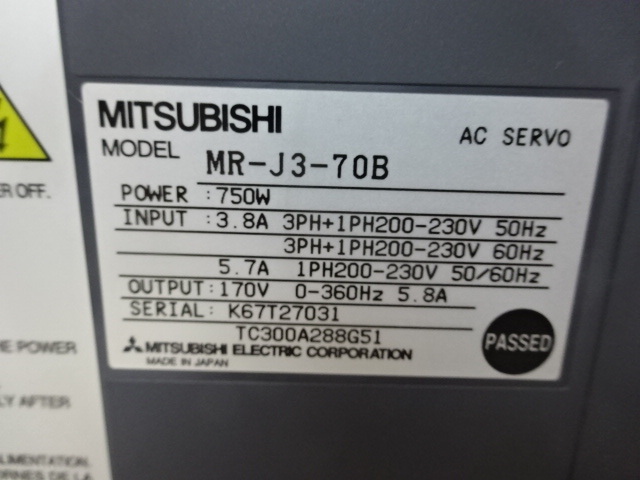 MITSUBISHI
AC SERVO
MODEL MR-J3-70B
POWER :750W
INPUT :3.8A 3PH+1PH200-230V 50Hz
3PH+1PH200-230V 60Hz
5.7A 1PH200-230V 50/60Hz
OUTPUT:170V 0-360Hz 5.8A
SERIAL: K67T27031
TC300A288G51
MITSUBISHI ELECTRIC CORPORATION
MADE IN JAPAN
PASSED
OFF.
POWER
AFTER
DE LA